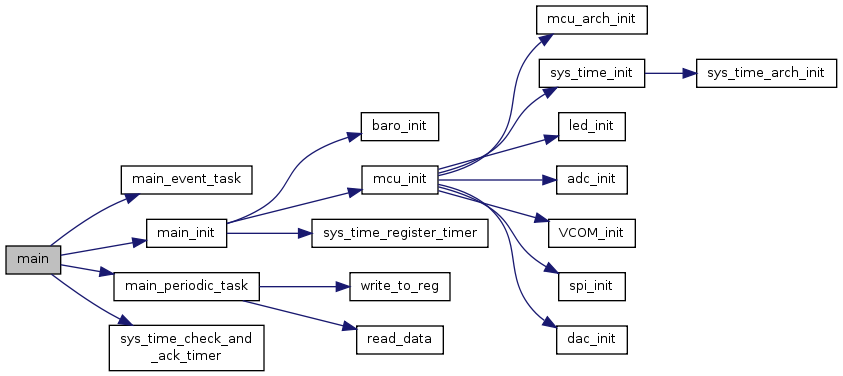 mcu_arch_init
sys_time_init
sys_time_arch_init
baro_init
led_init
main_event_task
mcu_init
adc_init
main_init
sys_time_register_timer
VCOM_init
main
main_periodic_task
write_to_reg
spi_init
sys_time_check_and
_ack_timer
read_data
dac_init